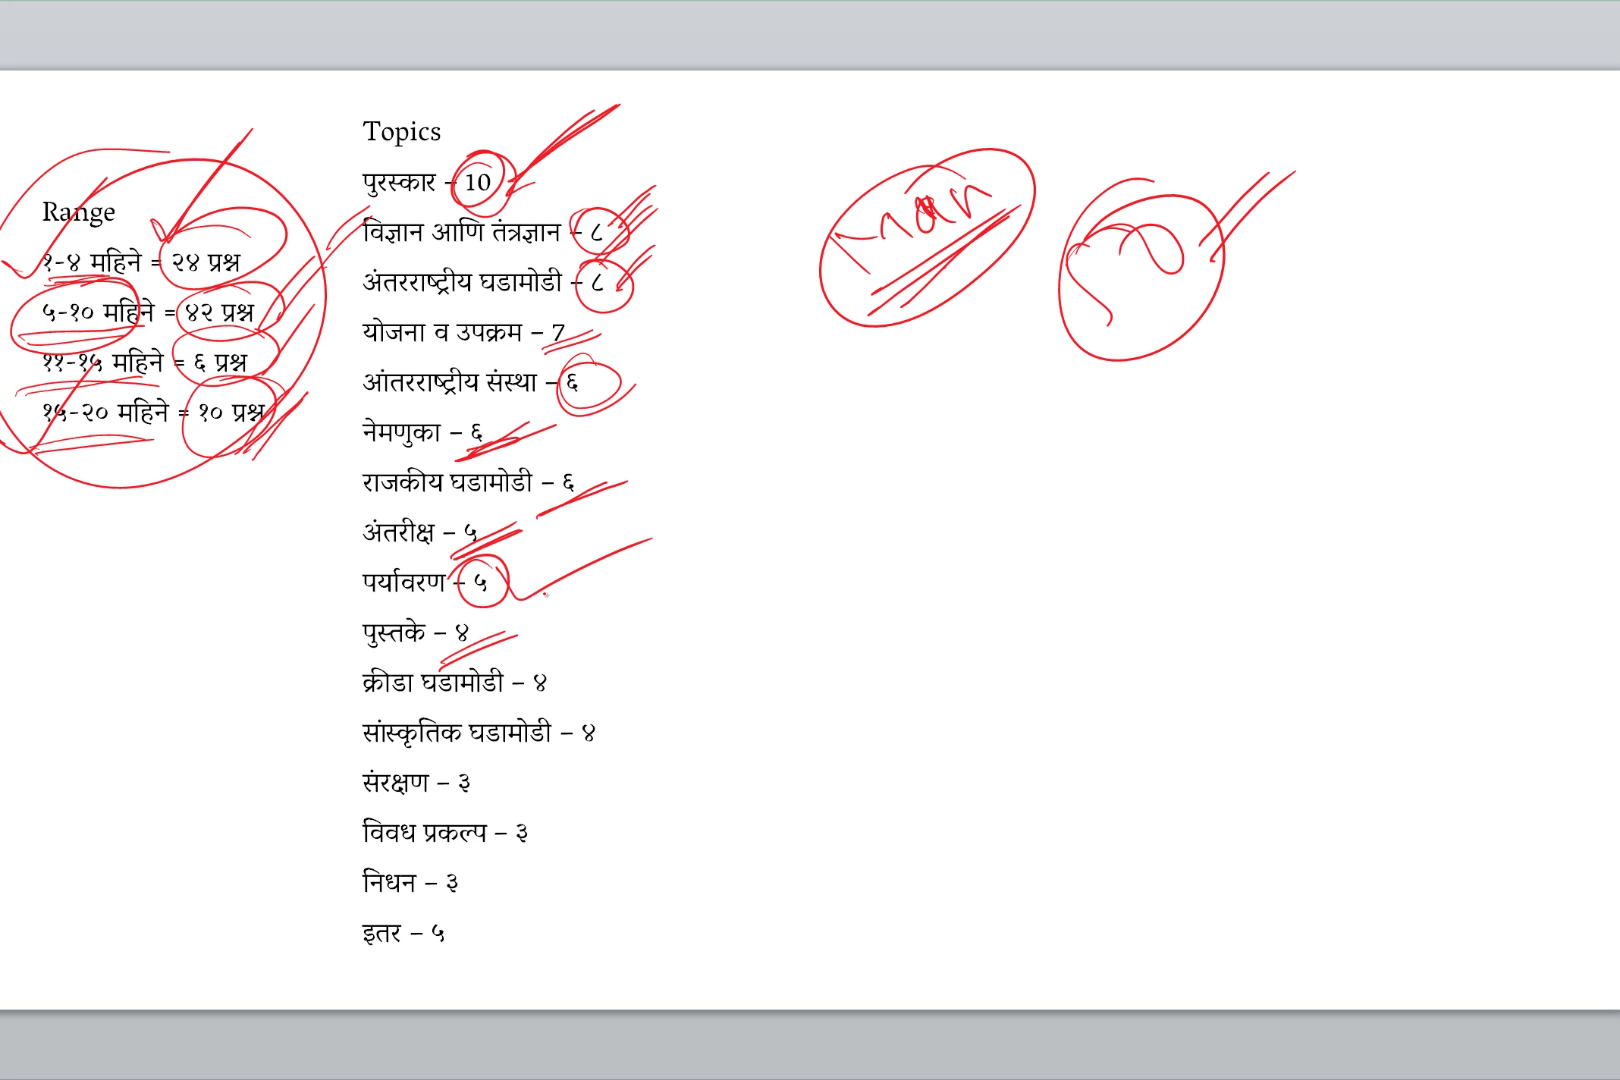 Range
१-४ महिने = २४ प्रश्न
५-१० महिने = ४२ प्रश्न
११-१५ महिने = ६ प्रश्न
१५-२० महिने = १० प्रश्न
Topics
पुरस्कार – 10
विज्ञान आणि तंत्रज्ञान – ८
अंतरराष्ट्रीय घडामोडी – ८
योजना व उपक्रम – 7
आंतरराष्ट्रीय संस्था – ६
नेमणुका – ६
राजकीय घडामोडी – ६
अंतरीक्ष – ५
पर्यावरण – ५
पुस्तके – ४
क्रीडा घडामोडी – ४
सांस्कृतिक घडामोडी – ४
संरक्षण – ३
विवध प्रकल्प – ३
निधन – ३
इतर – ५